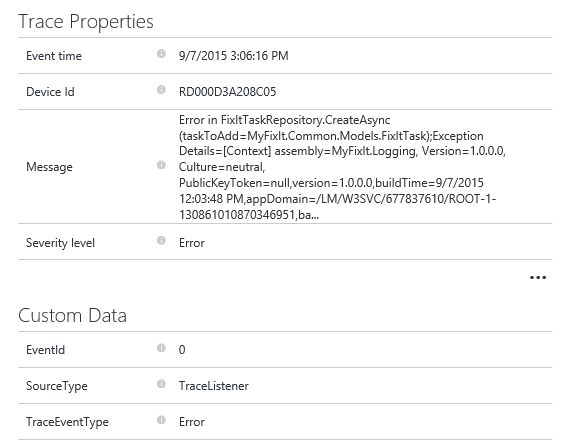 Trace Properties
Event time 9/7/2015 3:06:16 PM
Device Id RD000D3A208C05
Message
Error in FixItTaskRepository.CreateAsync
(taskToAdd=MyFixIt.Common.Models.FixItTask);Exception
Details=[Context] assembly=MyFixIt.Logging, Version=1.0.0.0,
Culture=neutral,
PublicKeyToken=null,version=1.0.0.0,buildTime=9/7/2015
12:03:48 PM,appDomain=/LM/W3SVC/677837610/ROOT-1-
130861010870346951,ba...
Severity level Error
...
Custom Data
EventId 0
SourceType TraceListener
TraceEventType Error